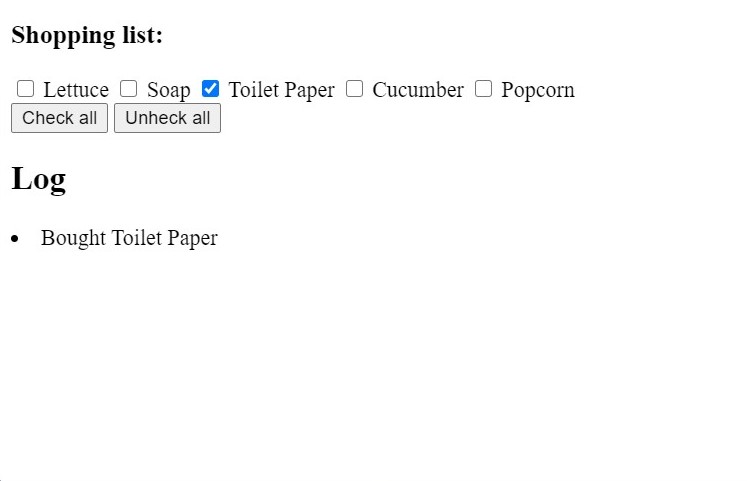 Shopping list:
Lettuce Soap Toilet Paper Cucumber Popcorn
Check all Unheck all
Log
Bought Toilet Paper